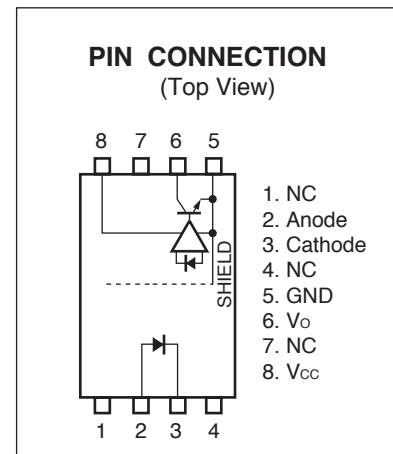 PIN CONNECTION
(Top View)
8 7 6 5
SHIELD
1 2 3 4
1. NC
2. Anode
3. Cathode
4. NC
5. GND
6. Vo
7. NC
8. Vcc